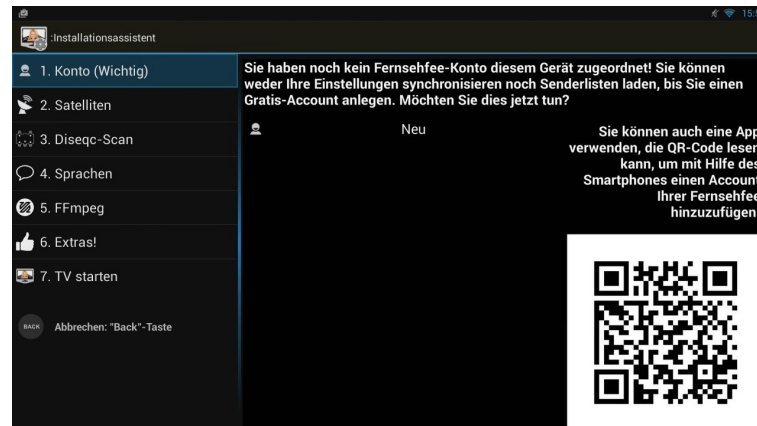 15:5
:Installationsassistent
1. Konto (Wichtig)
2. Satelliten
3. Diseqc-Scan
4. Sprachen
5. FFmpeg
6. Extras!
7. TV starten
BACK Abbrechen: "Back"-Taste
Sie haben noch kein Fernsehfee-Konto diesem Gerät zugeordnet! Sie können
weder Ihre Einstellungen synchronisieren noch Senderlisten laden, bis Sie einen
Gratis-Account anlegen. Möchten Sie dies jetzt tun?
Neu
Sie können auch eine App
verwenden, die QR-Code lesen
kann, um mit Hilfe des
Smartphones einen Account
Ihrer Fernsehfee
hinzuzufügen